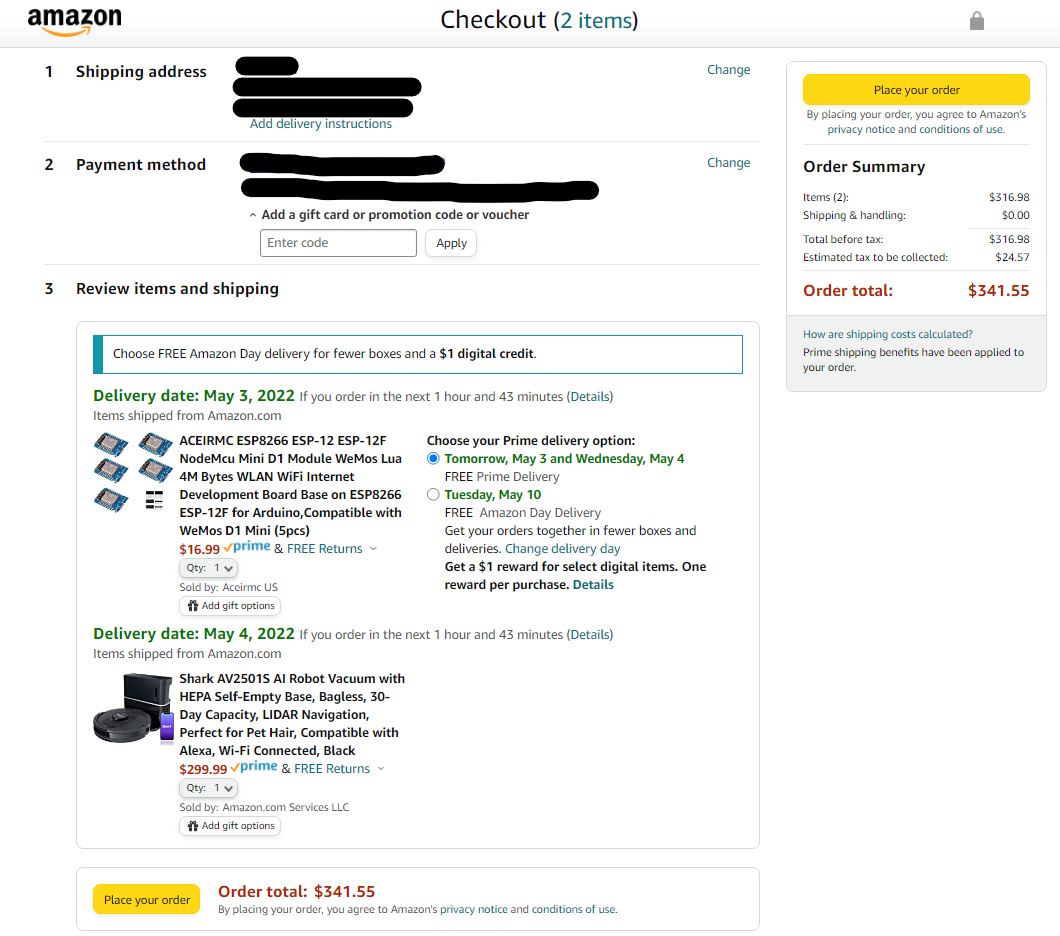 amazon
Checkout (2 items)
1 Shipping address
Change
Add delivery instructions
2 Payment method
Change
Add a gift card or promotion code or voucher
Enter code
Apply
3 Review items and shipping
Choose FREE Amazon Day delivery for fewer boxes and a $1 digital credit.
Delivery date: May 3, 2022 If you order in the next 1 hour and 43 minutes (Details)
Items shipped from Amazon.com
ACEIRMC ESP8266 ESP-12 ESP-12F
NodeMcu Mini D1 Module WeMos Lua
4M Bytes WLAN WiFi Internet
Development Board Base on ESP8266
ESP-12F for Arduino,Compatible with
WeMos D1 Mini (5pcs)
$16.99 prime & FREE Returns
Qty: 1
Sold by: Aceirmc US
Add gift options
Choose your Prime delivery option:
Tomorrow, May 3 and Wednesday, May 4
FREE Prime Delivery
Tuesday, May 10
FREE Amazon Day Delivery
Get your orders together in fewer boxes and
deliveries. Change delivery day
Get a $1 reward for select digital items. One
reward per purchase. Details
Delivery date: May 4, 2022 If you order in the next 1 hour and 43 minutes (Details)
Items shipped from Amazon.com
Shark AV2501S AI Robot Vacuum with
HEPA Self-Empty Base, Bagless, 30-
Day Capacity, LIDAR Navigation,
Perfect for Pet Hair, Compatible with
Alexa, Wi-Fi Connected, Black
$299.99 prime & FREE Returns
Qty: 1
Sold by: Amazon.com Services LLC
Add gift options
Place your order
Order total: $341.55
By placing your order, you agree to Amazon's privacy notice and conditions of use.
Place your order
By placing your order, you agree to Amazon's
privacy notice and conditions of use.
Order Summary
Items (2): $316.98
Shipping & handling: $0.00
Total before tax: $316.98
Estimated tax to be collected: $24.57
Order total: $341.55
How are shipping costs calculated?
Prime shipping benefits have been applied to
your order.